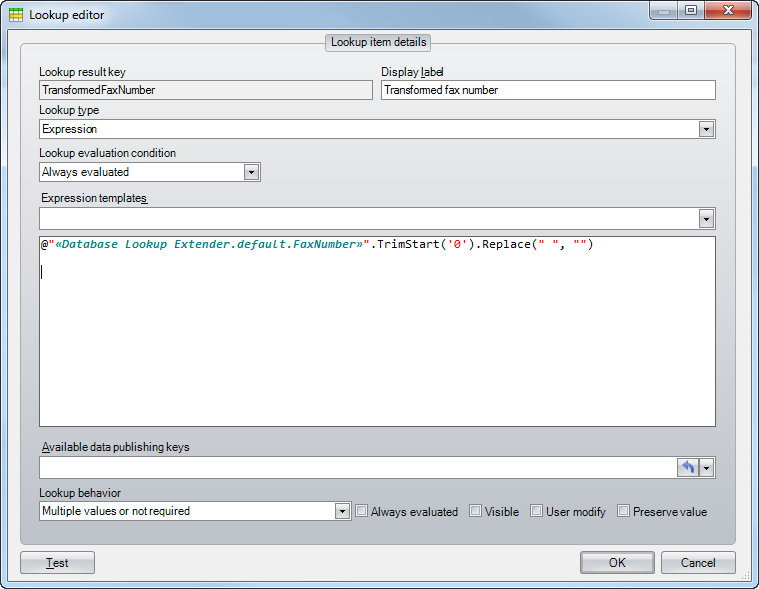 Lookup editor
Lookup item details
Lookup result key
Display label
TransformedFaxNumber
Transformed fax number
Lookup type
Expression
Lookup evaluation condition
Always evaluated
Expression templates
@"«Database Lookup Extender.default.FaxNumber»".TrimStart('0').Replace(" ", "")
Available data publishing keys
Lookup behavior
Multiple values or not required
Always evaluated
Visible
User modify
Preserve value
Test
OK
Cancel